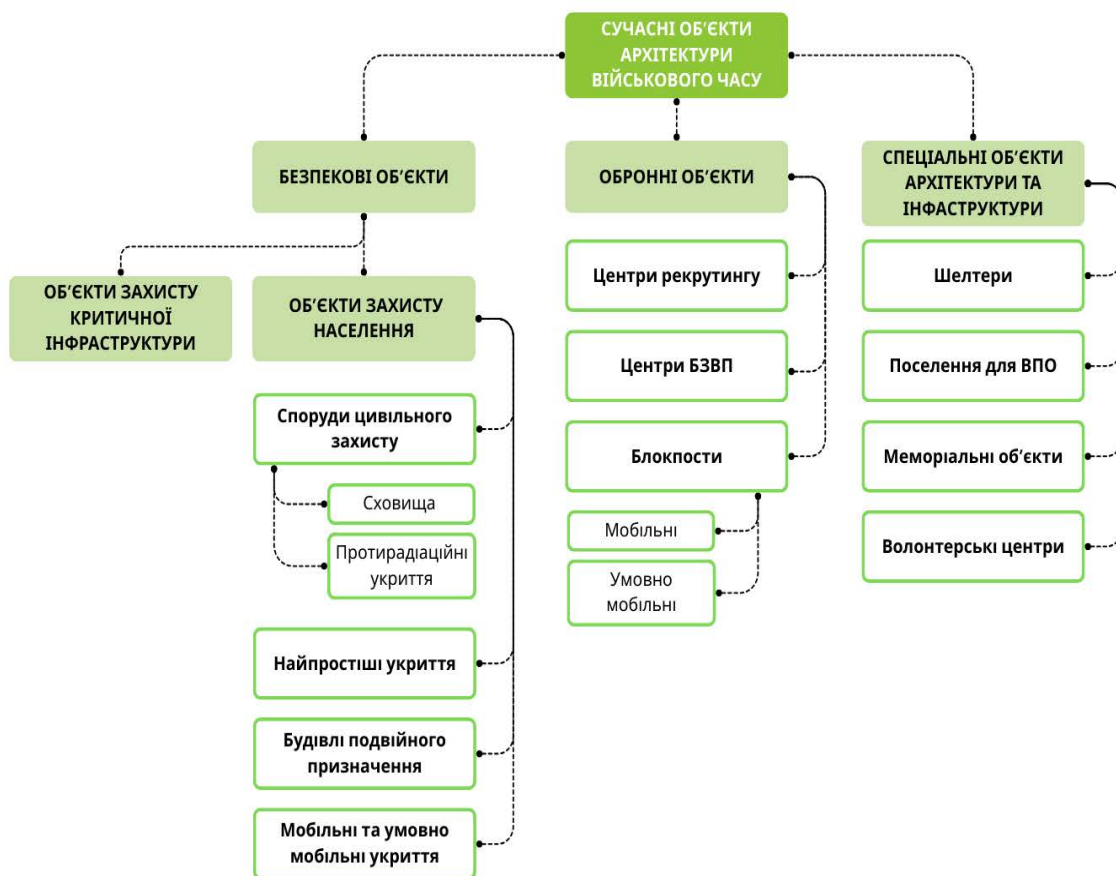 СУЧАСНІ ОБ’ЄКТИ
АРХІТЕКТУРИ
ВІЙСЬКОВОГО ЧАСУ
БЕЗПЕКОВІ ОБ’ЄКТИ
ОБ’ЄКТИ ЗАХИСТУ
КРИТИЧНОЇ
ІНФРАСТРУКТУРИ
ОБ’ЄКТИ ЗАХИСТУ
НАСЕЛЕННЯ
Споруди цивільного
захисту
Сховища
Протирадіаційні
укриття
Найпростіші укриття
Будівлі подвійного
призначення
Мобільні та умовно
мобільні укриття
ОБРОННІ ОБ’ЄКТИ
Центри рекрутингу
Центри БЗВП
Блокпости
Мобільні
Умовно
мобільні
СПЕЦІАЛЬНІ ОБ’ЄКТИ
АРХІТЕКТУРИ ТА
ІНФАСТРУКТУРИ
Шелтери
Поселення для ВПО
Меморіальні об’єкти
Волонтерські центри